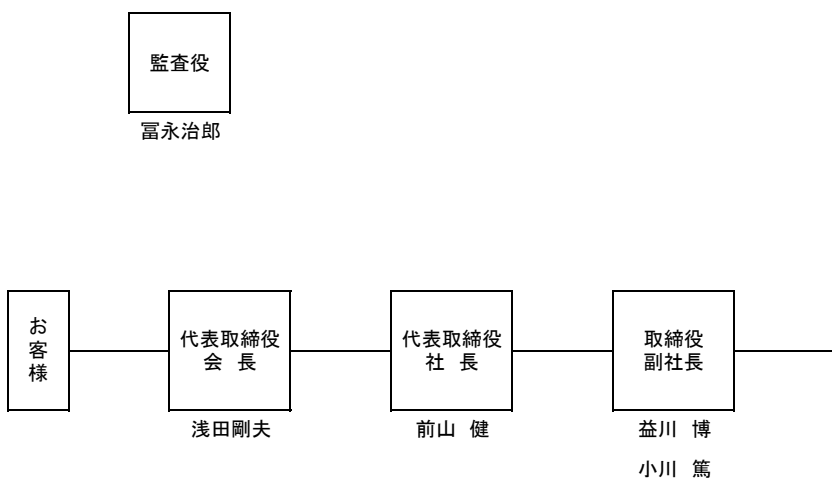 監査役
冨永治郎
お客様
代表取締役
会　長
浅田剛夫
代表取締役
社　長
前山　健
取締役
副社長
益川　博
小川　篤